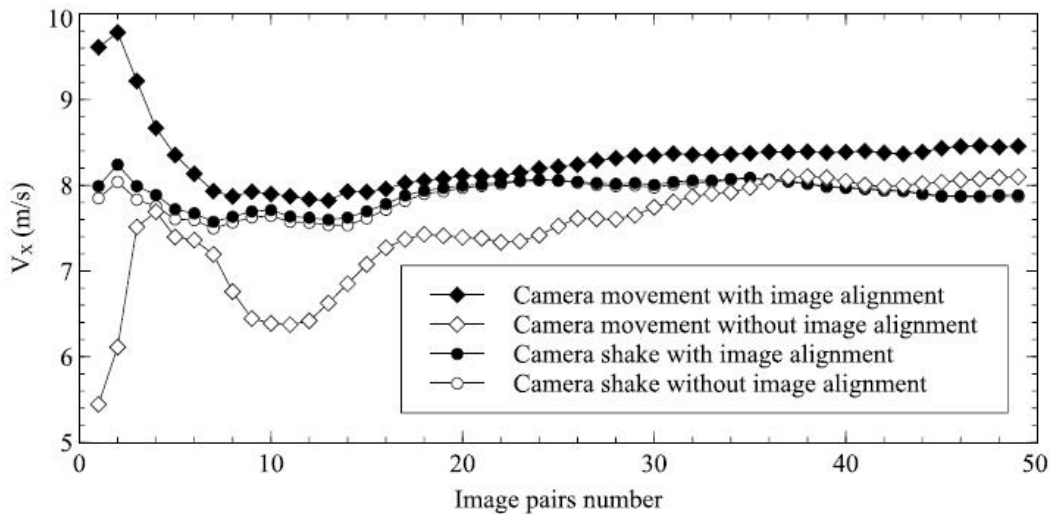 10
9
8
7
6
5
V_X (m/s)
0
10
20
30
40
50
Image pairs number
Camera movement with image alignment
Camera movement without image alignment
Camera shake with image alignment
Camera shake without image alignment